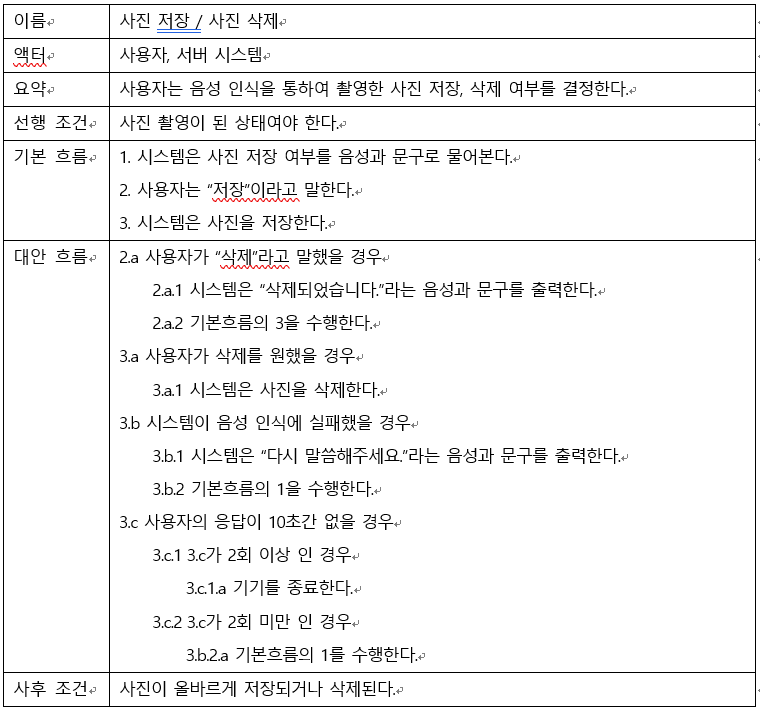 이름
사진 저장 / 사진 삭제
액터
사용자, 서버 시스템
요약
사용자는 음성 인식을 통하여 촬영한 사진 저장, 삭제 여부를 결정한다.
선행 조건
사진 촬영이 된 상태여야 한다.
기본 흐름
1. 시스템은 사진 저장 여부를 음성과 문구로 물어본다.
2. 사용자는 “저장”이라고 말한다.
3. 시스템은 사진을 저장한다.
대안 흐름
2.a 사용자가 “삭제”라고 말했을 경우
2.a.1 시스템은 “삭제되었습니다.”라는 음성과 문구를 출력한다.
2.a.2 기본흐름의 3을 수행한다.
3.a 사용자가 삭제를 원했을 경우
3.a.1 시스템은 사진을 삭제한다.
3.b 시스템이 음성 인식에 실패했을 경우
3.b.1 시스템은 “다시 말씀해주세요.”라는 음성과 문구를 출력한다.
3.b.2 기본흐름의 1을 수행한다.
3.c 사용자의 응답이 10초간 없을 경우
3.c.1 3.c가 2회 이상 인 경우
3.c.1.a 기기를 종료한다.
3.c.2 3.c가 2회 미만 인 경우
3.b.2.a 기본흐름의 1를 수행한다.
사후 조건
사진이 올바르게 저장되거나 삭제된다.